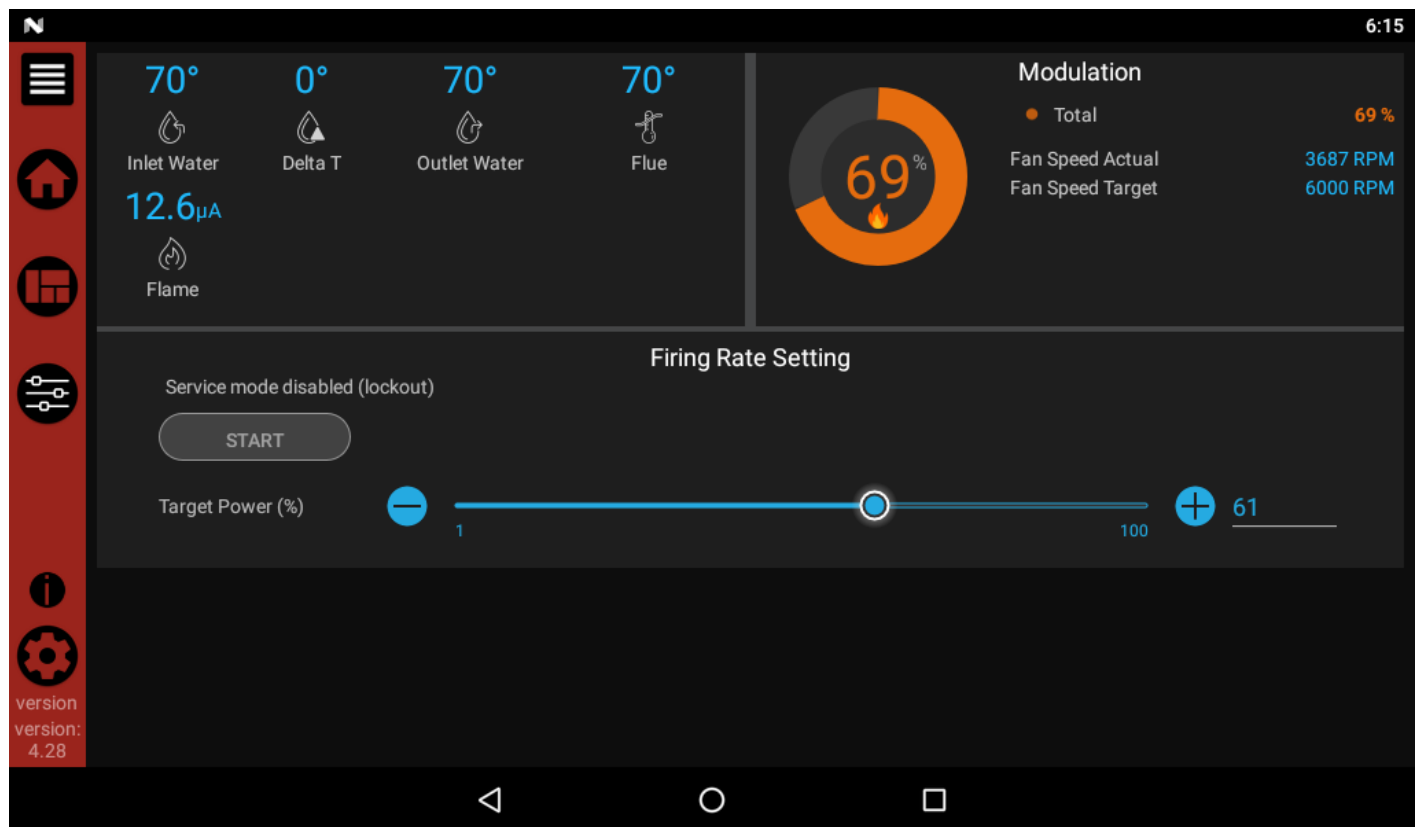 6:15
70°
0°
70°
70°
Inlet Water
Delta T
Outlet Water
Flue
12.6µA
Flame
Modulation
Total 69 %
69%
Fan Speed Actual 3687 RPM
Fan Speed Target 6000 RPM
Firing Rate Setting
Service mode disabled (lockout)
START
Target Power (%)
61
1
100
version
version:
4.28